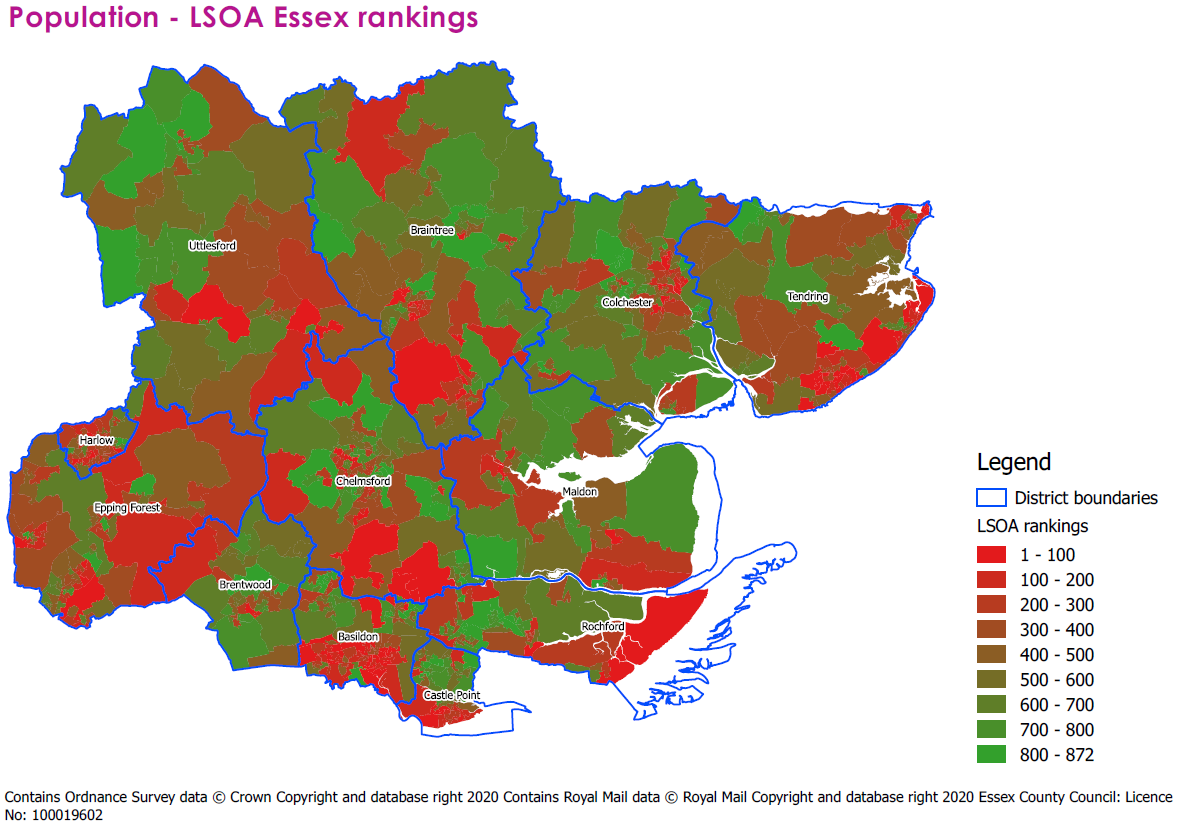 Population - LSOA Essex rankings
Uttlesford
Braintree
Colchester
Tendring
Harlow
Epping Forest
Chelmsford
Maldon
Brentwood
Basildon
Rochford
Castle Point
Legend
District boundaries
LSOA rankings
1 - 100
100 - 200
200 - 300
300 - 400
400 - 500
500 - 600
600 - 700
700 - 800
800 - 872
Contains Ordnance Survey data © Crown Copyright and database right 2020 Contains Royal Mail data © Royal Mail Copyright and database right 2020 Essex County Council: Licence
No: 100019602